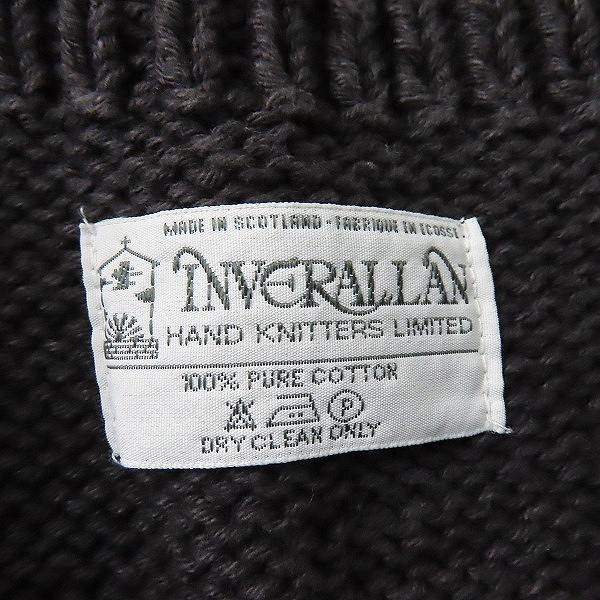 MADE IN SCOTLAND - FABRIQUE EN ECOSSE
INVERALLAN
HAND KNITTERS LIMITED
100% PURE COTTON
P
DRY CLEAN ONLY